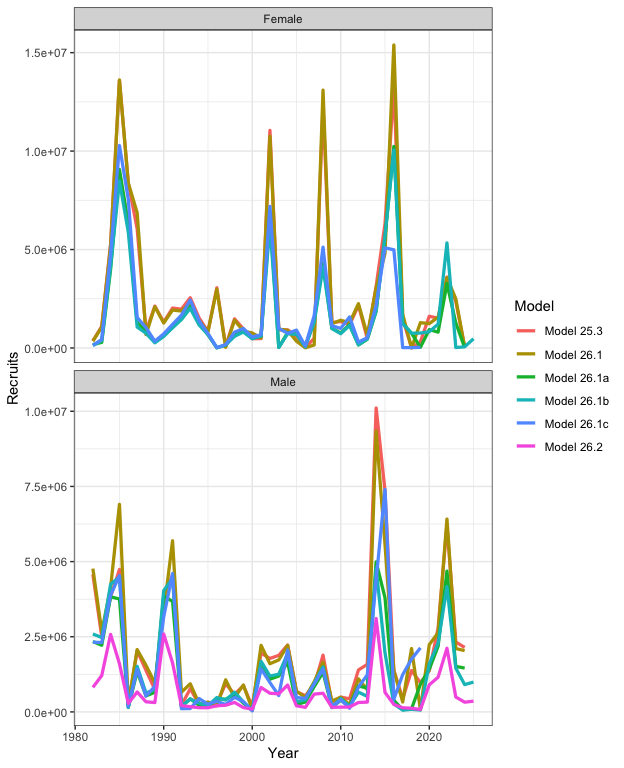 Female
1.5e+07
1.0e+07
5.0e+06
0.0e+00
Male
1.0e+07
7.5e+06
5.0e+06
2.5e+06
0.0e+00
1980
1990
2000
2010
2020
Year
Recruits
Model
Model 25.3
Model 26.1
Model 26.1a
Model 26.1b
Model 26.1c
Model 26.2